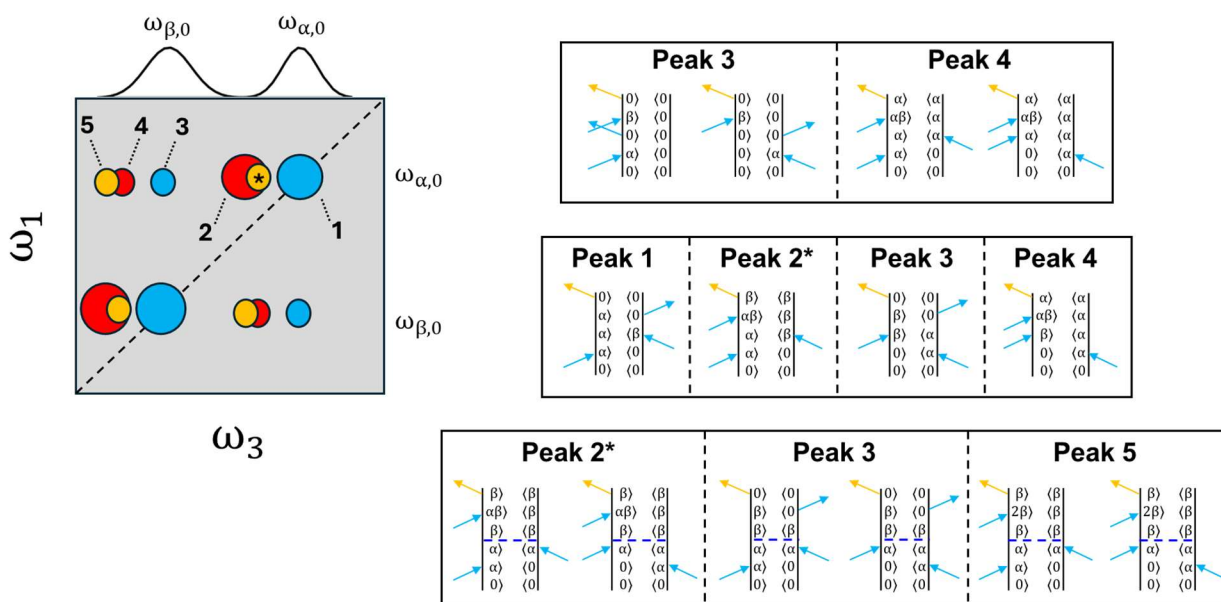 ω_β,0 ω_α,0
5 4 3
*
ω_α,0
2 1
ω_1
ω_β,0
ω_3
Peak 3 Peak 4
0⟩ ⟨0 0⟩ ⟨0 α⟩ ⟨α α⟩ ⟨α
β⟩ ⟨0 β⟩ ⟨0 αβ⟩ ⟨α αβ⟩ ⟨α
0⟩ ⟨0 0⟩ ⟨0 α⟩ ⟨α α⟩ ⟨α
α⟩ ⟨0 0⟩ ⟨α α⟩ ⟨0 0⟩ ⟨α
0⟩ ⟨0 0⟩ ⟨0 0⟩ ⟨0 0⟩ ⟨0
Peak 1 Peak 2* Peak 3 Peak 4
0⟩ ⟨0 β⟩ ⟨β 0⟩ ⟨0 α⟩ ⟨α
α⟩ ⟨0 αβ⟩ ⟨β β⟩ ⟨0 αβ⟩ ⟨α
α⟩ ⟨β α⟩ ⟨β β⟩ ⟨α β⟩ ⟨α
α⟩ ⟨0 α⟩ ⟨0 0⟩ ⟨α 0⟩ ⟨α
0⟩ ⟨0 0⟩ ⟨0 0⟩ ⟨0 0⟩ ⟨0
Peak 2* Peak 3 Peak 5
β⟩ ⟨β β⟩ ⟨β 0⟩ ⟨0 0⟩ ⟨0 β⟩ ⟨β β⟩ ⟨β
αβ⟩ ⟨β αβ⟩ ⟨β β⟩ ⟨0 β⟩ ⟨0 2β⟩ ⟨β 2β⟩ ⟨β
β⟩ ⟨β β⟩ ⟨β β⟩ ⟨β β⟩ ⟨β β⟩ ⟨β β⟩ ⟨β
α⟩ ⟨α α⟩ ⟨α α⟩ ⟨α α⟩ ⟨α α⟩ ⟨α α⟩ ⟨α
α⟩ ⟨0 0⟩ ⟨α α⟩ ⟨0 0⟩ ⟨α α⟩ ⟨0 0⟩ ⟨α
0⟩ ⟨0 0⟩ ⟨0 0⟩ ⟨0 0⟩ ⟨0 0⟩ ⟨0 0⟩ ⟨0